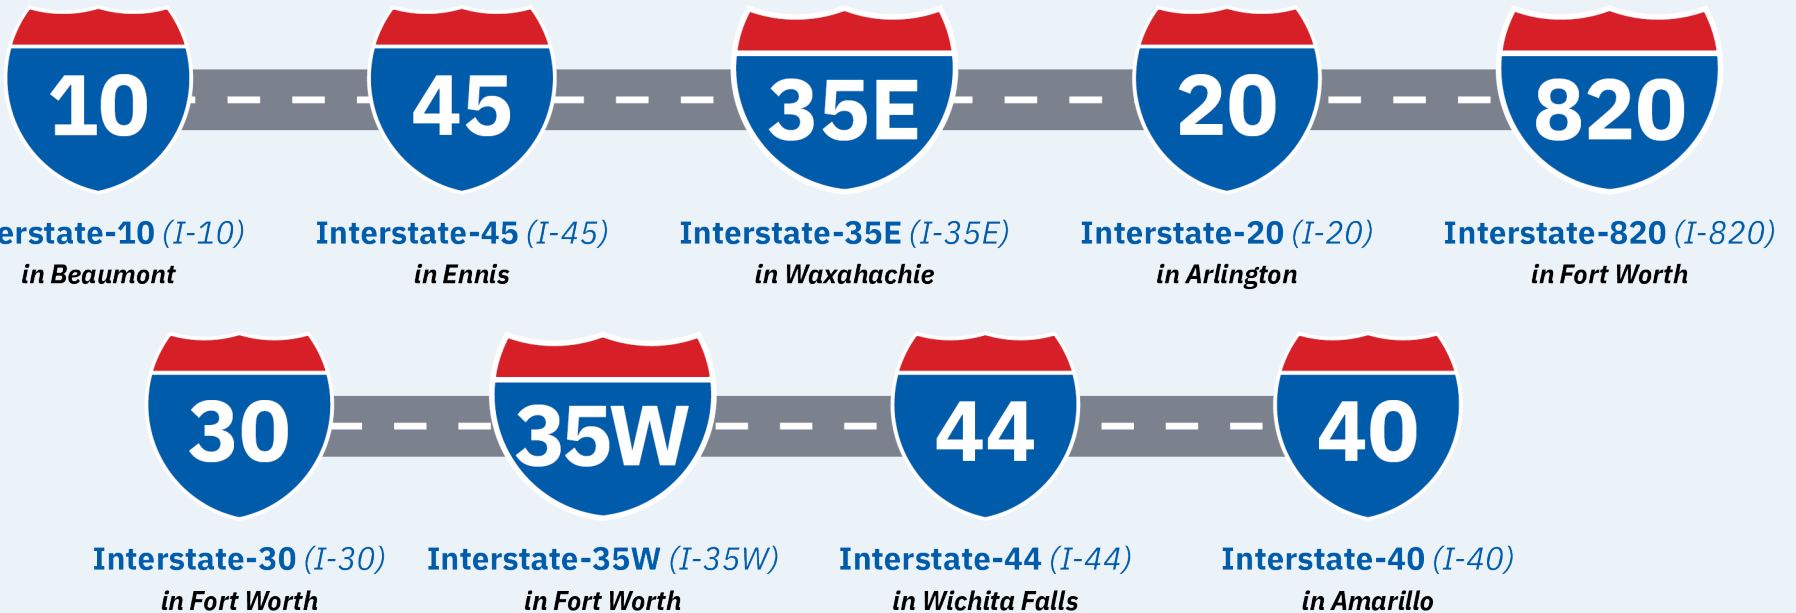 10 45 35E 20 820
erstate-10 (I-10) Interstate-45 (I-45) Interstate-35E (I-35E) Interstate-20 (I-20) Interstate-820 (I-820)
in Beaumont in Ennis in Waxahachie in Arlington in Fort Worth
30 35W 44 40
Interstate-30 (I-30) Interstate-35W (I-35W) Interstate-44 (I-44) Interstate-40 (I-40)
in Fort Worth in Fort Worth in Wichita Falls in Amarillo